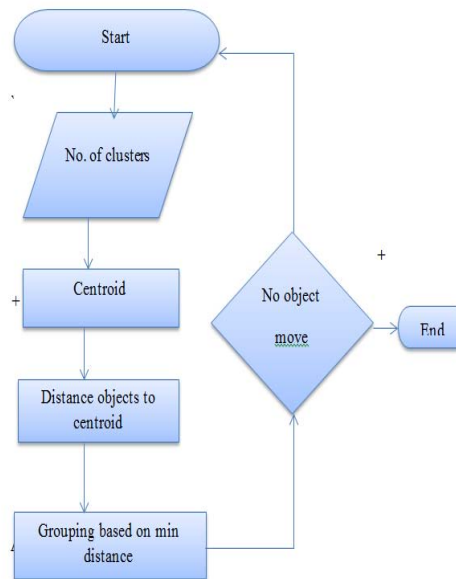 Start
No. of clusters
+
Centroid
+
No object
move
End
Distance objects to
centroid
Grouping based on min
distance